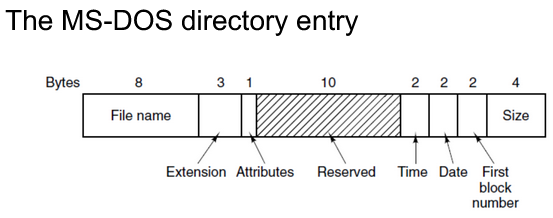 The MS-DOS directory entry
Bytes 8 3 1 10 2 2 2 4
File name Size
Extension Attributes Reserved Time Date First
block
number